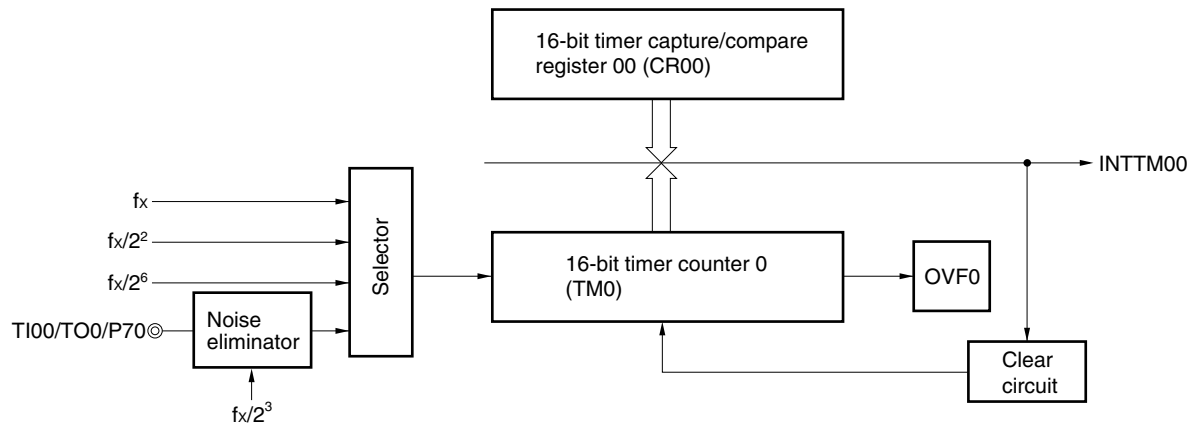 16-bit timer capture/compare
register 00 (CR00)
INTTM00
fx
fx/2²
fx/2⁶
TI00/TO0/P70
Noise
eliminator
fx/2³
Selector
16-bit timer counter 0
(TM0)
OVF0
Clear
circuit